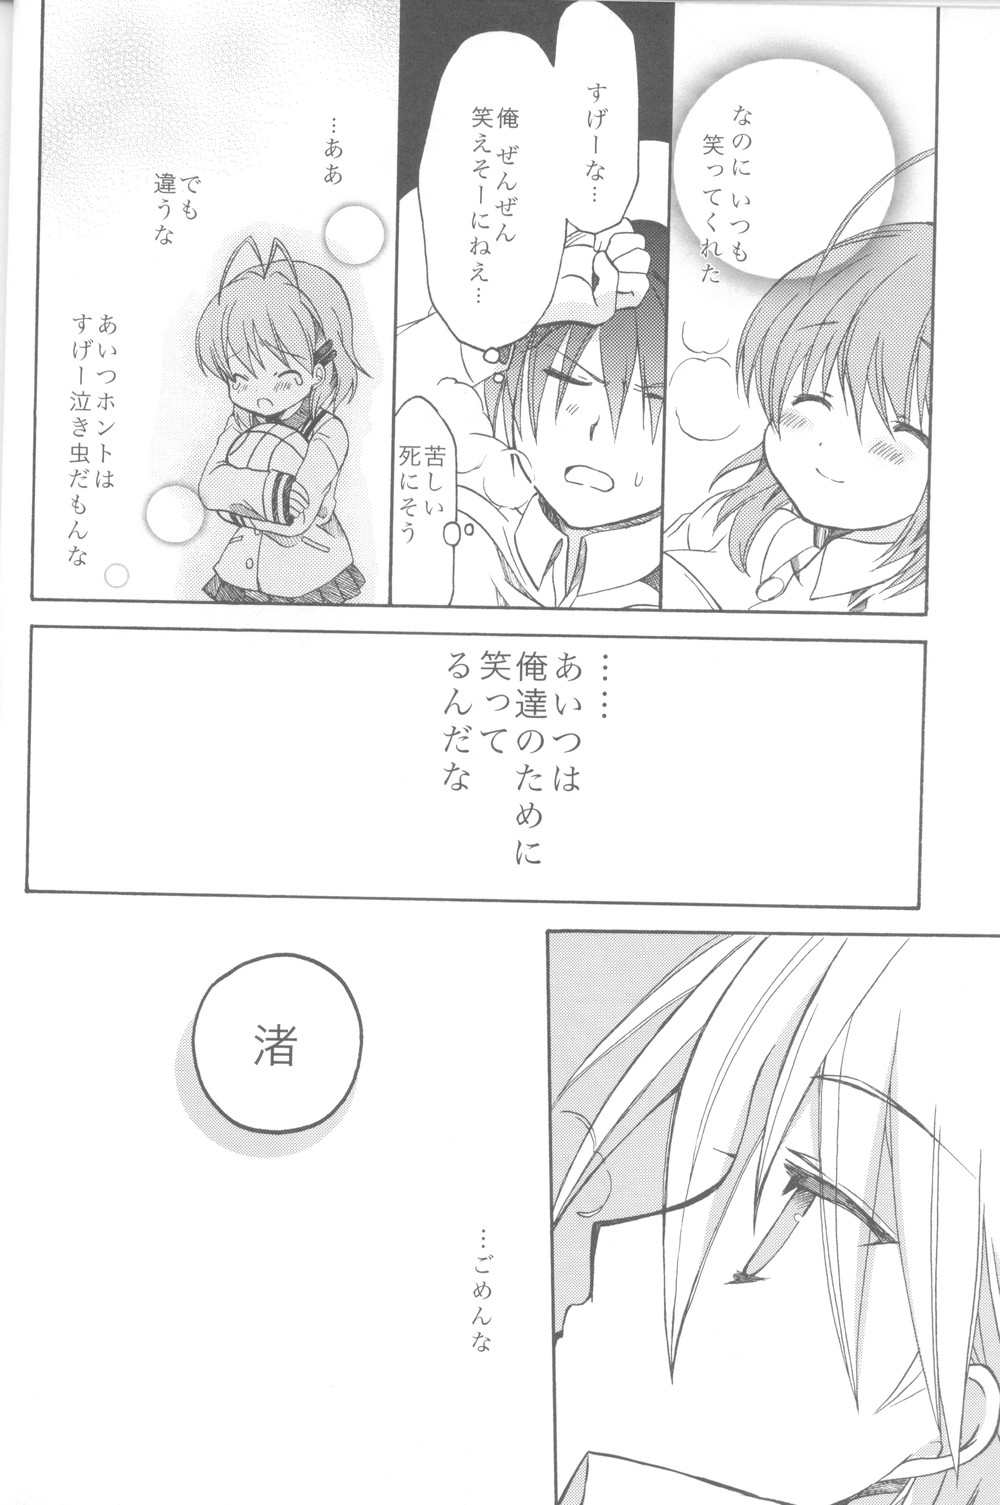 なのに いつも
笑ってくれた
すげーな…
俺 ぜんぜん
笑えそーにねえ…
苦しい
死にそう
…ああ
でも
違うな
あいつホントは
すげー泣き虫だもんな
……
あいつは
俺達のために
笑って
るんだな
渚
…ごめんな